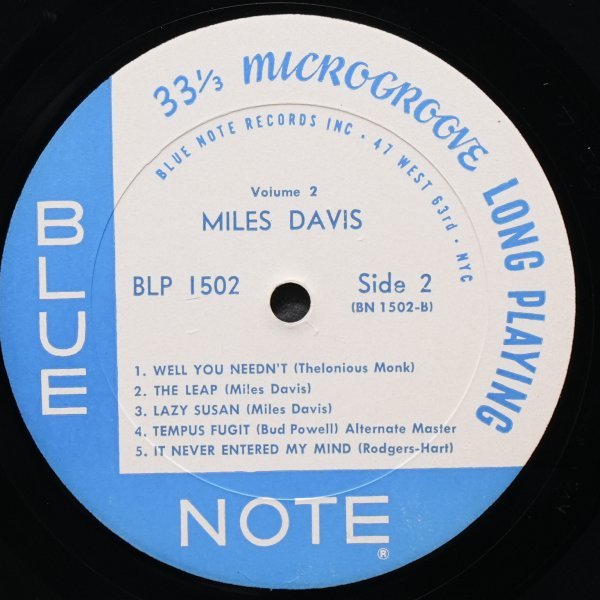 33⅓ MICROGROOVE LONG PLAYING
BLUE NOTE RECORDS INC · 47 WEST 63rd · NYC
Volume 2
MILES DAVIS
BLP 1502
Side 2
(BN 1502-B)
1. WELL YOU NEEDN'T (Thelonious Monk)
2. THE LEAP (Miles Davis)
3. LAZY SUSAN (Miles Davis)
4. TEMPUS FUGIT (Bud Powell) Alternate Master
5. IT NEVER ENTERED MY MIND (Rodgers-Hart)
BLUE
NOTE®